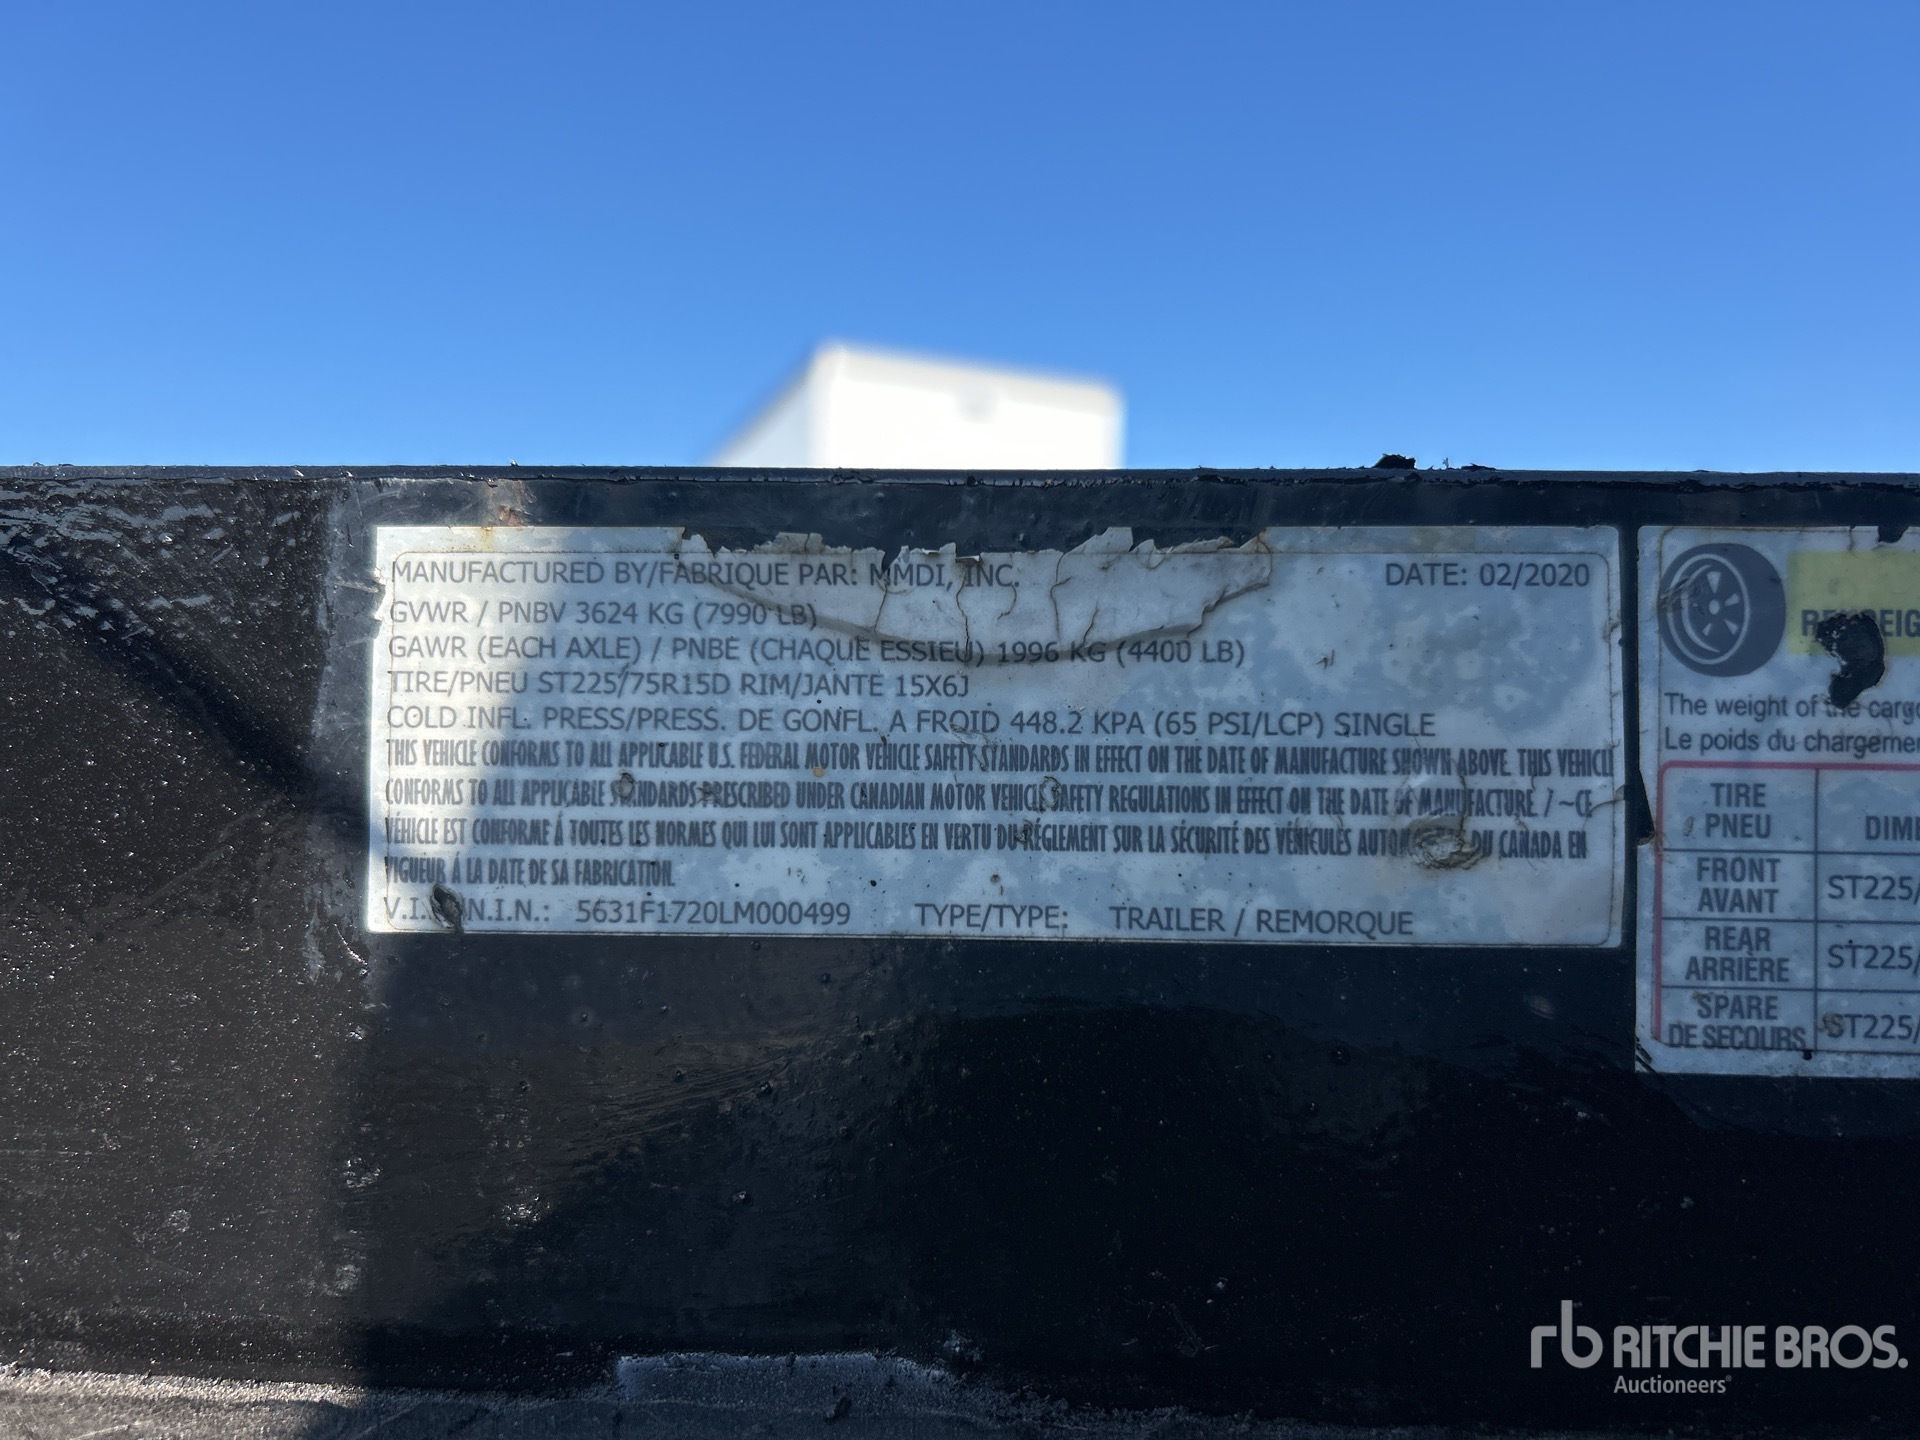 MANUFACTURED BY/FABRIQUE PAR: MMDI, INC. DATE: 02/2020
GVWR / PNBV 3624 KG (7990 LB)
GAWR (EACH AXLE) / PNBE (CHAQUE ESSIEU) 1996 KG (4400 LB)
TIRE/PNEU ST225/75R15D RIM/JANTE 15X6J
COLD INFL. PRESS/PRESS. DE GONFL. A FROID 448.2 KPA (65 PSI/LCP) SINGLE
THIS VEHICLE CONFORMS TO ALL APPLICABLE U.S. FEDERAL MOTOR VEHICLE SAFETY STANDARDS IN EFFECT ON THE DATE OF MANUFACTURE SHOWN ABOVE. THIS VEHICLE
CONFORMS TO ALL APPLICABLE STANDARDS PRESCRIBED UNDER CANADIAN MOTOR VEHICLE SAFETY REGULATIONS IN EFFECT ON THE DATE OF MANUFACTURE. / ~CE
VÉHICLE EST CONFORME Á TOUTES LES NORMES QUI LUI SONT APPLICABLES EN VERTU DU RÉGLEMENT SUR LA SÉCURITÉ DES VÉHICULES DU CANADA EN
VIGUEUR Á LA DATE DE SA FABRICATION.
N.I.N.: 5631F1720LM000499 TYPE/TYPE: TRAILER / REMORQUE
The weight of the cargo
Le poids du chargemen
TIRE
PNEU
DIME
FRONT
AVANT
ST225/
REAR
ARRIÈRE
ST225/
SPARE
DE SECOURS
ST225/
rb RITCHIE BROS.
Auctioneers